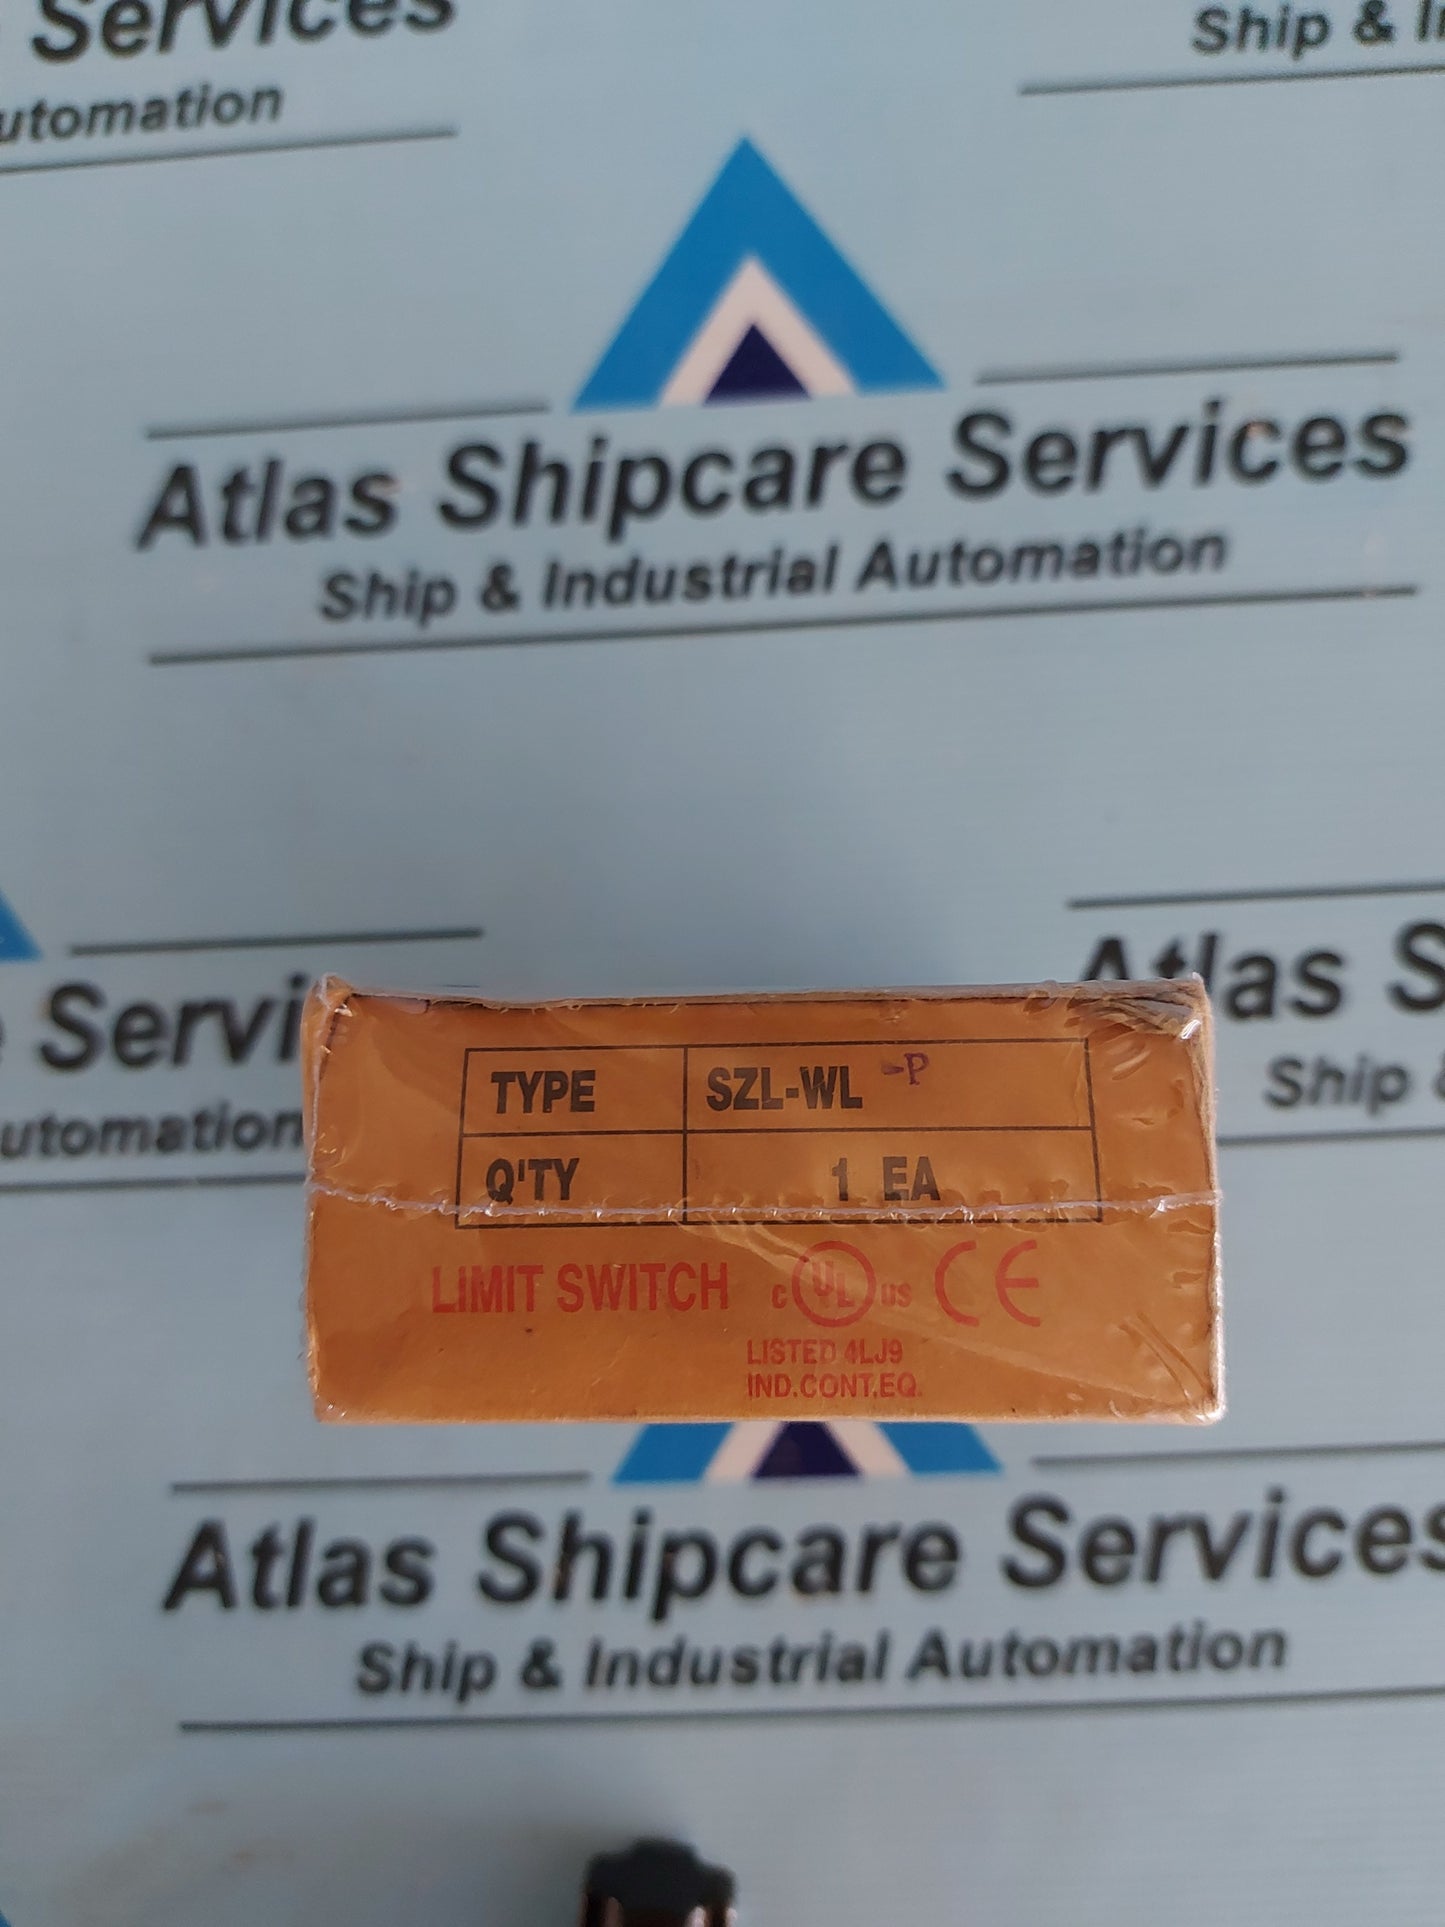 Services
Ship & I
utomation
Atlas Shipcare Services
Ship & Industrial Automation
Servi
Atlas S
Ship &
utomation
TYPE SZL-WL -P
Q'TY 1 EA
LIMIT SWITCH c UL us CE
LISTED 4LJ9
IND.CONT.EQ.
Atlas Shipcare Services
Ship & Industrial Automation